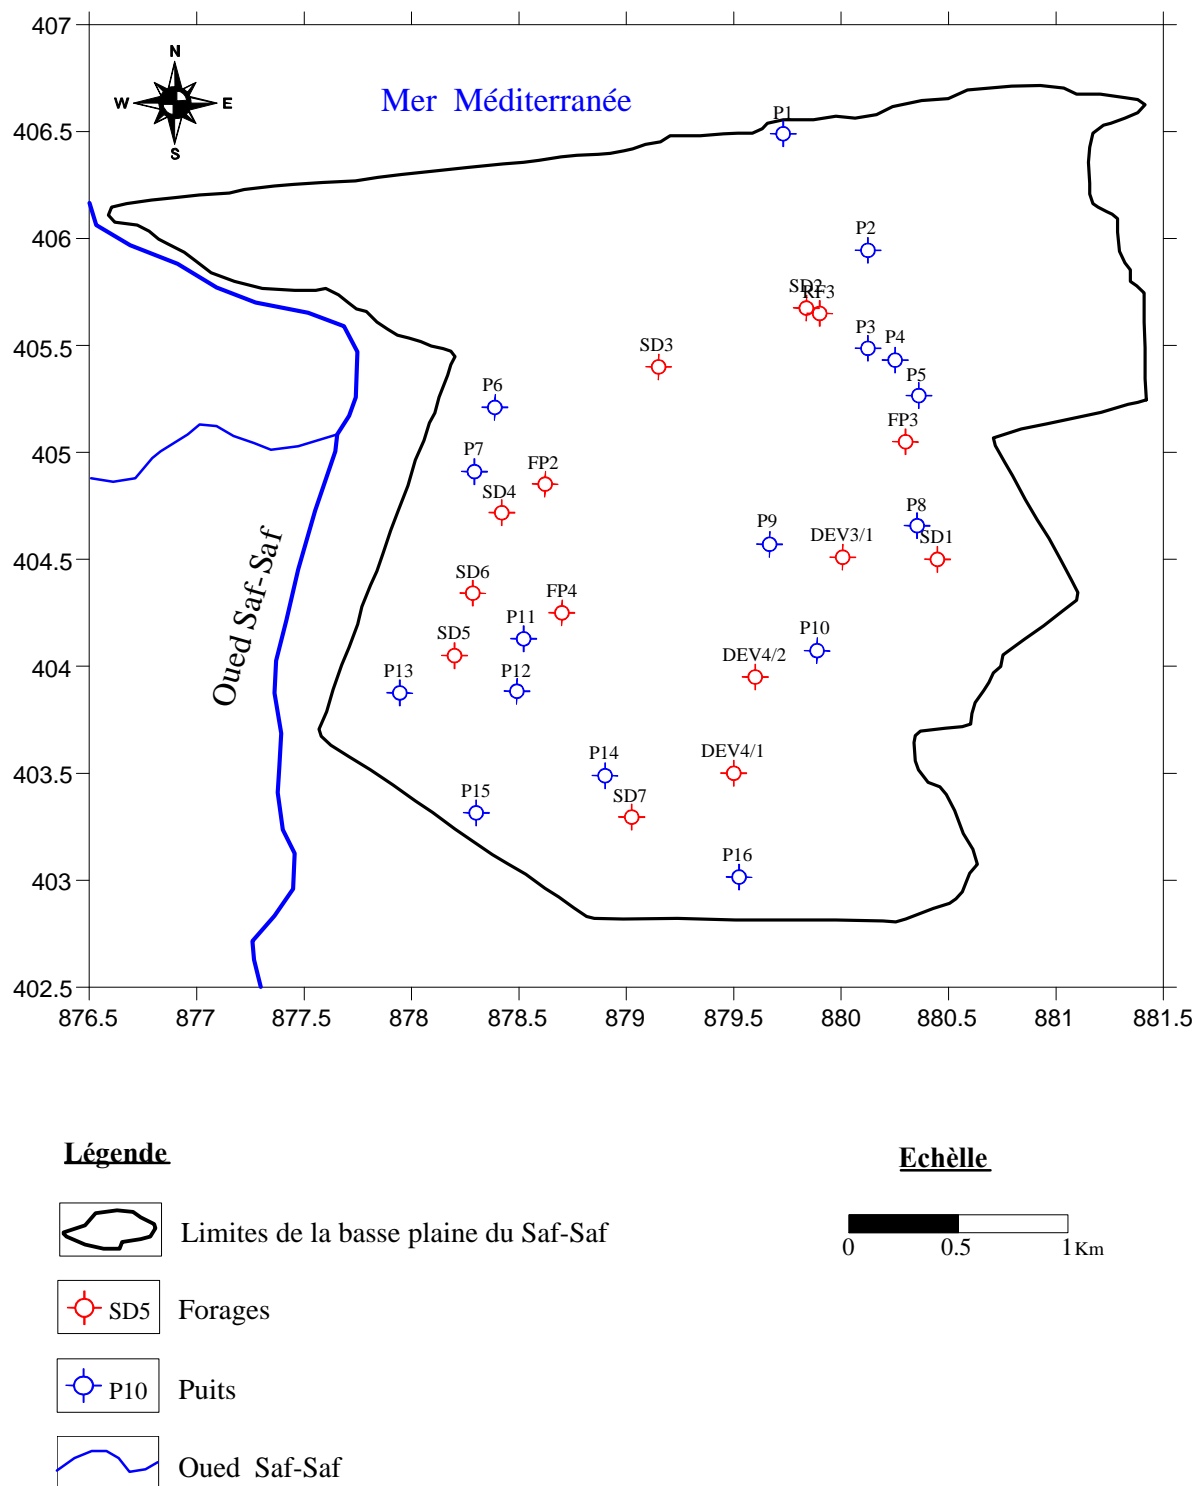 407
N
W E
S
Mer Méditerranée
P1
406.5
P2
406
SD2
RF3
P3
P4
405.5
SD3
P5
P6
FP3
405
P7
FP2
SD4
P8
SD1
P9
DEV3/1
404.5
Oued Saf-Saf
SD6
FP4
P11
SD5
P10
404
P13
P12
DEV4/2
P14
DEV4/1
403.5
P15
SD7
P16
403
402.5
876.5 877 877.5 878 878.5 879 879.5 880 880.5 881 881.5
Légende
Echèlle
Limites de la basse plaine du Saf-Saf
0 0.5 1Km
SD5 Forages
P10 Puits
Oued Saf-Saf